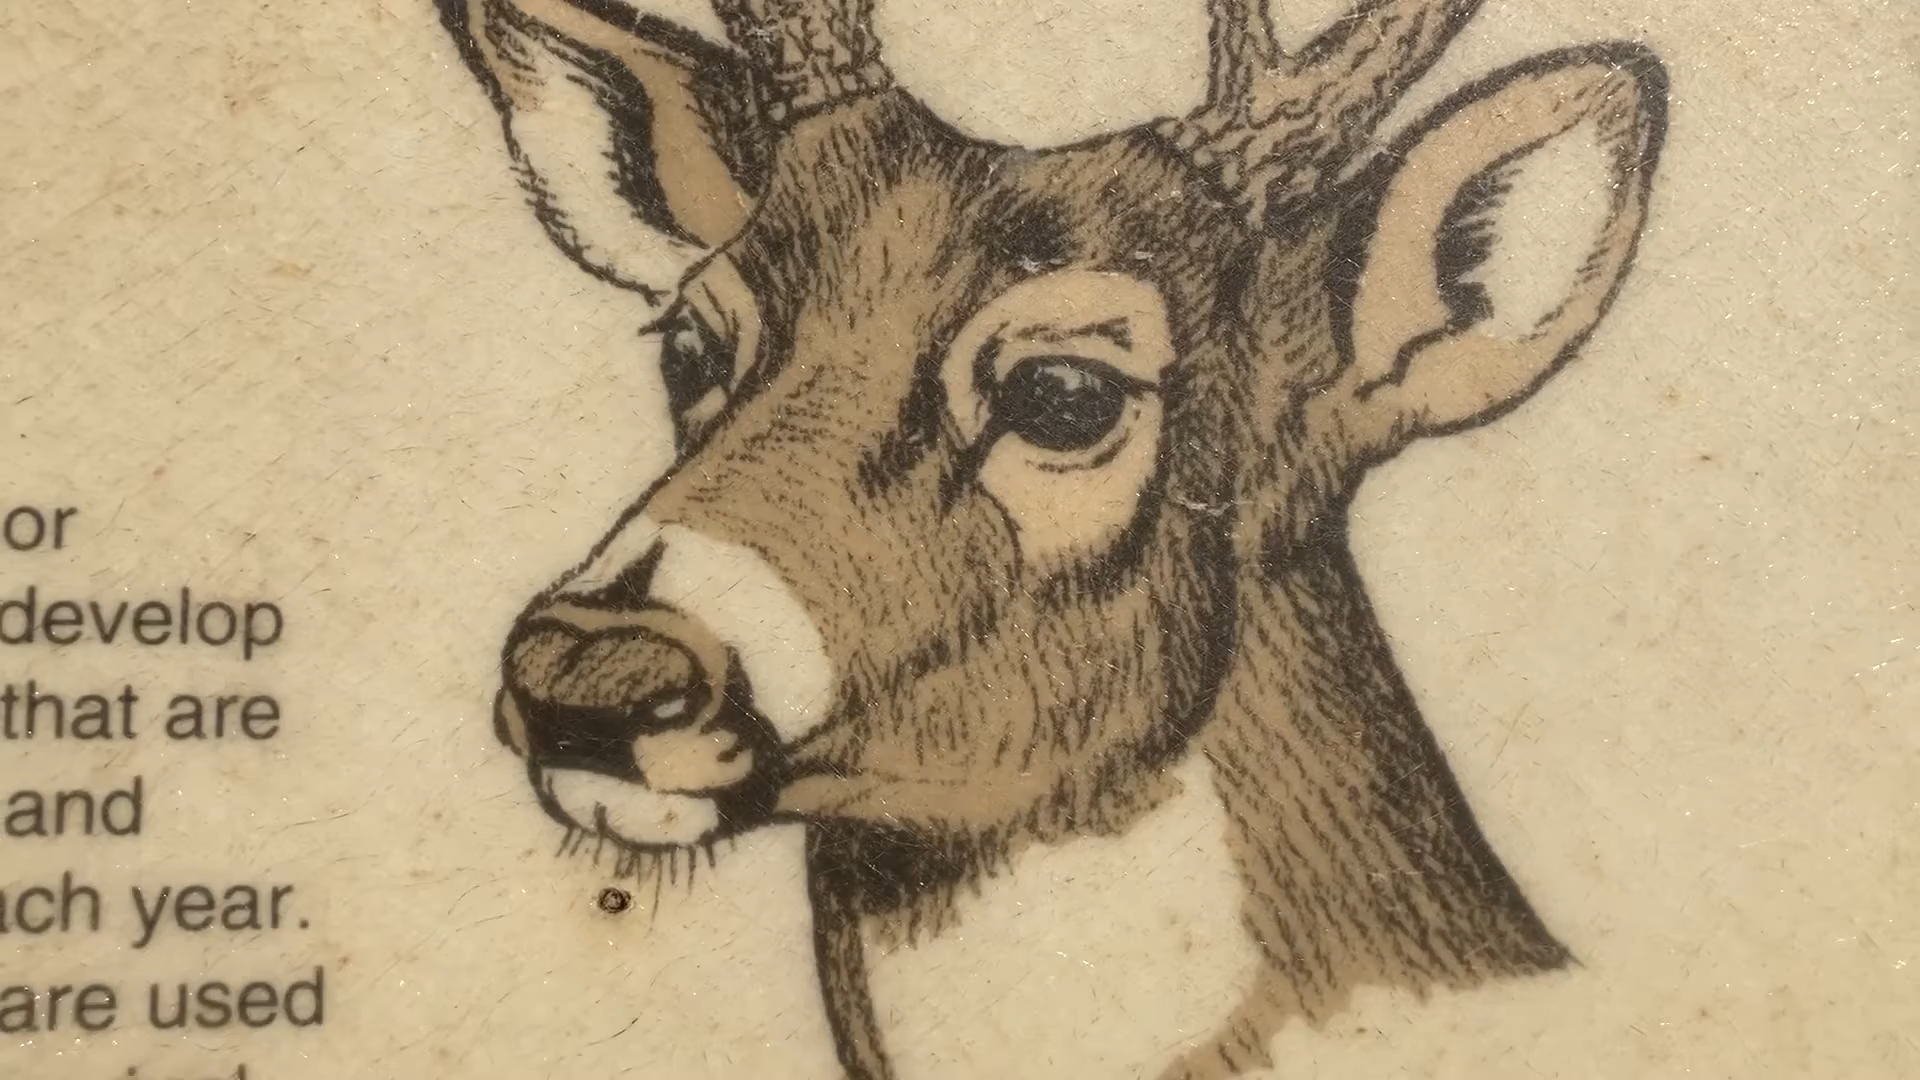 or
develop
that are
and
ach year.
are used